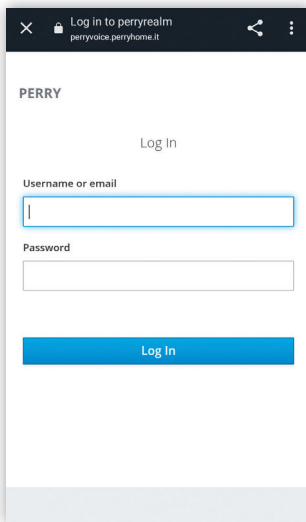 Log in to perryrealm
perryvoice.perryhome.it
PERRY
Log In
Username or email
Password
Log In